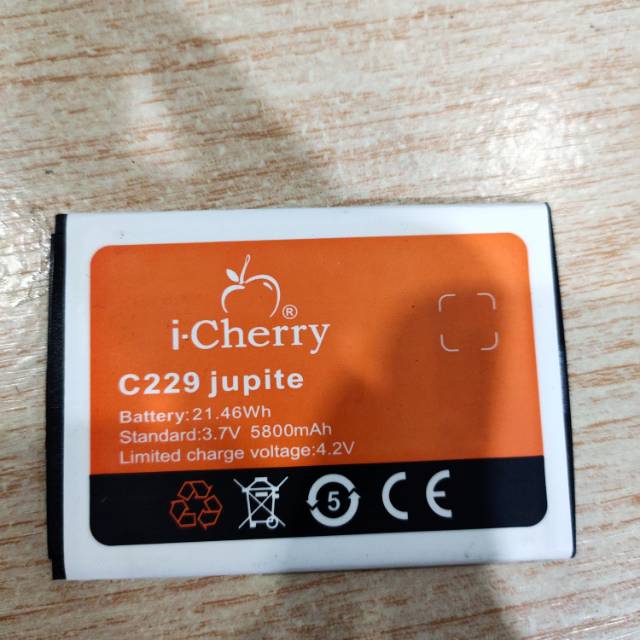 ®
i-Cherry
C229 jupite
Battery:21.46Wh
Standard:3.7V 5800mAh
Limited charge voltage:4.2V
5 CE